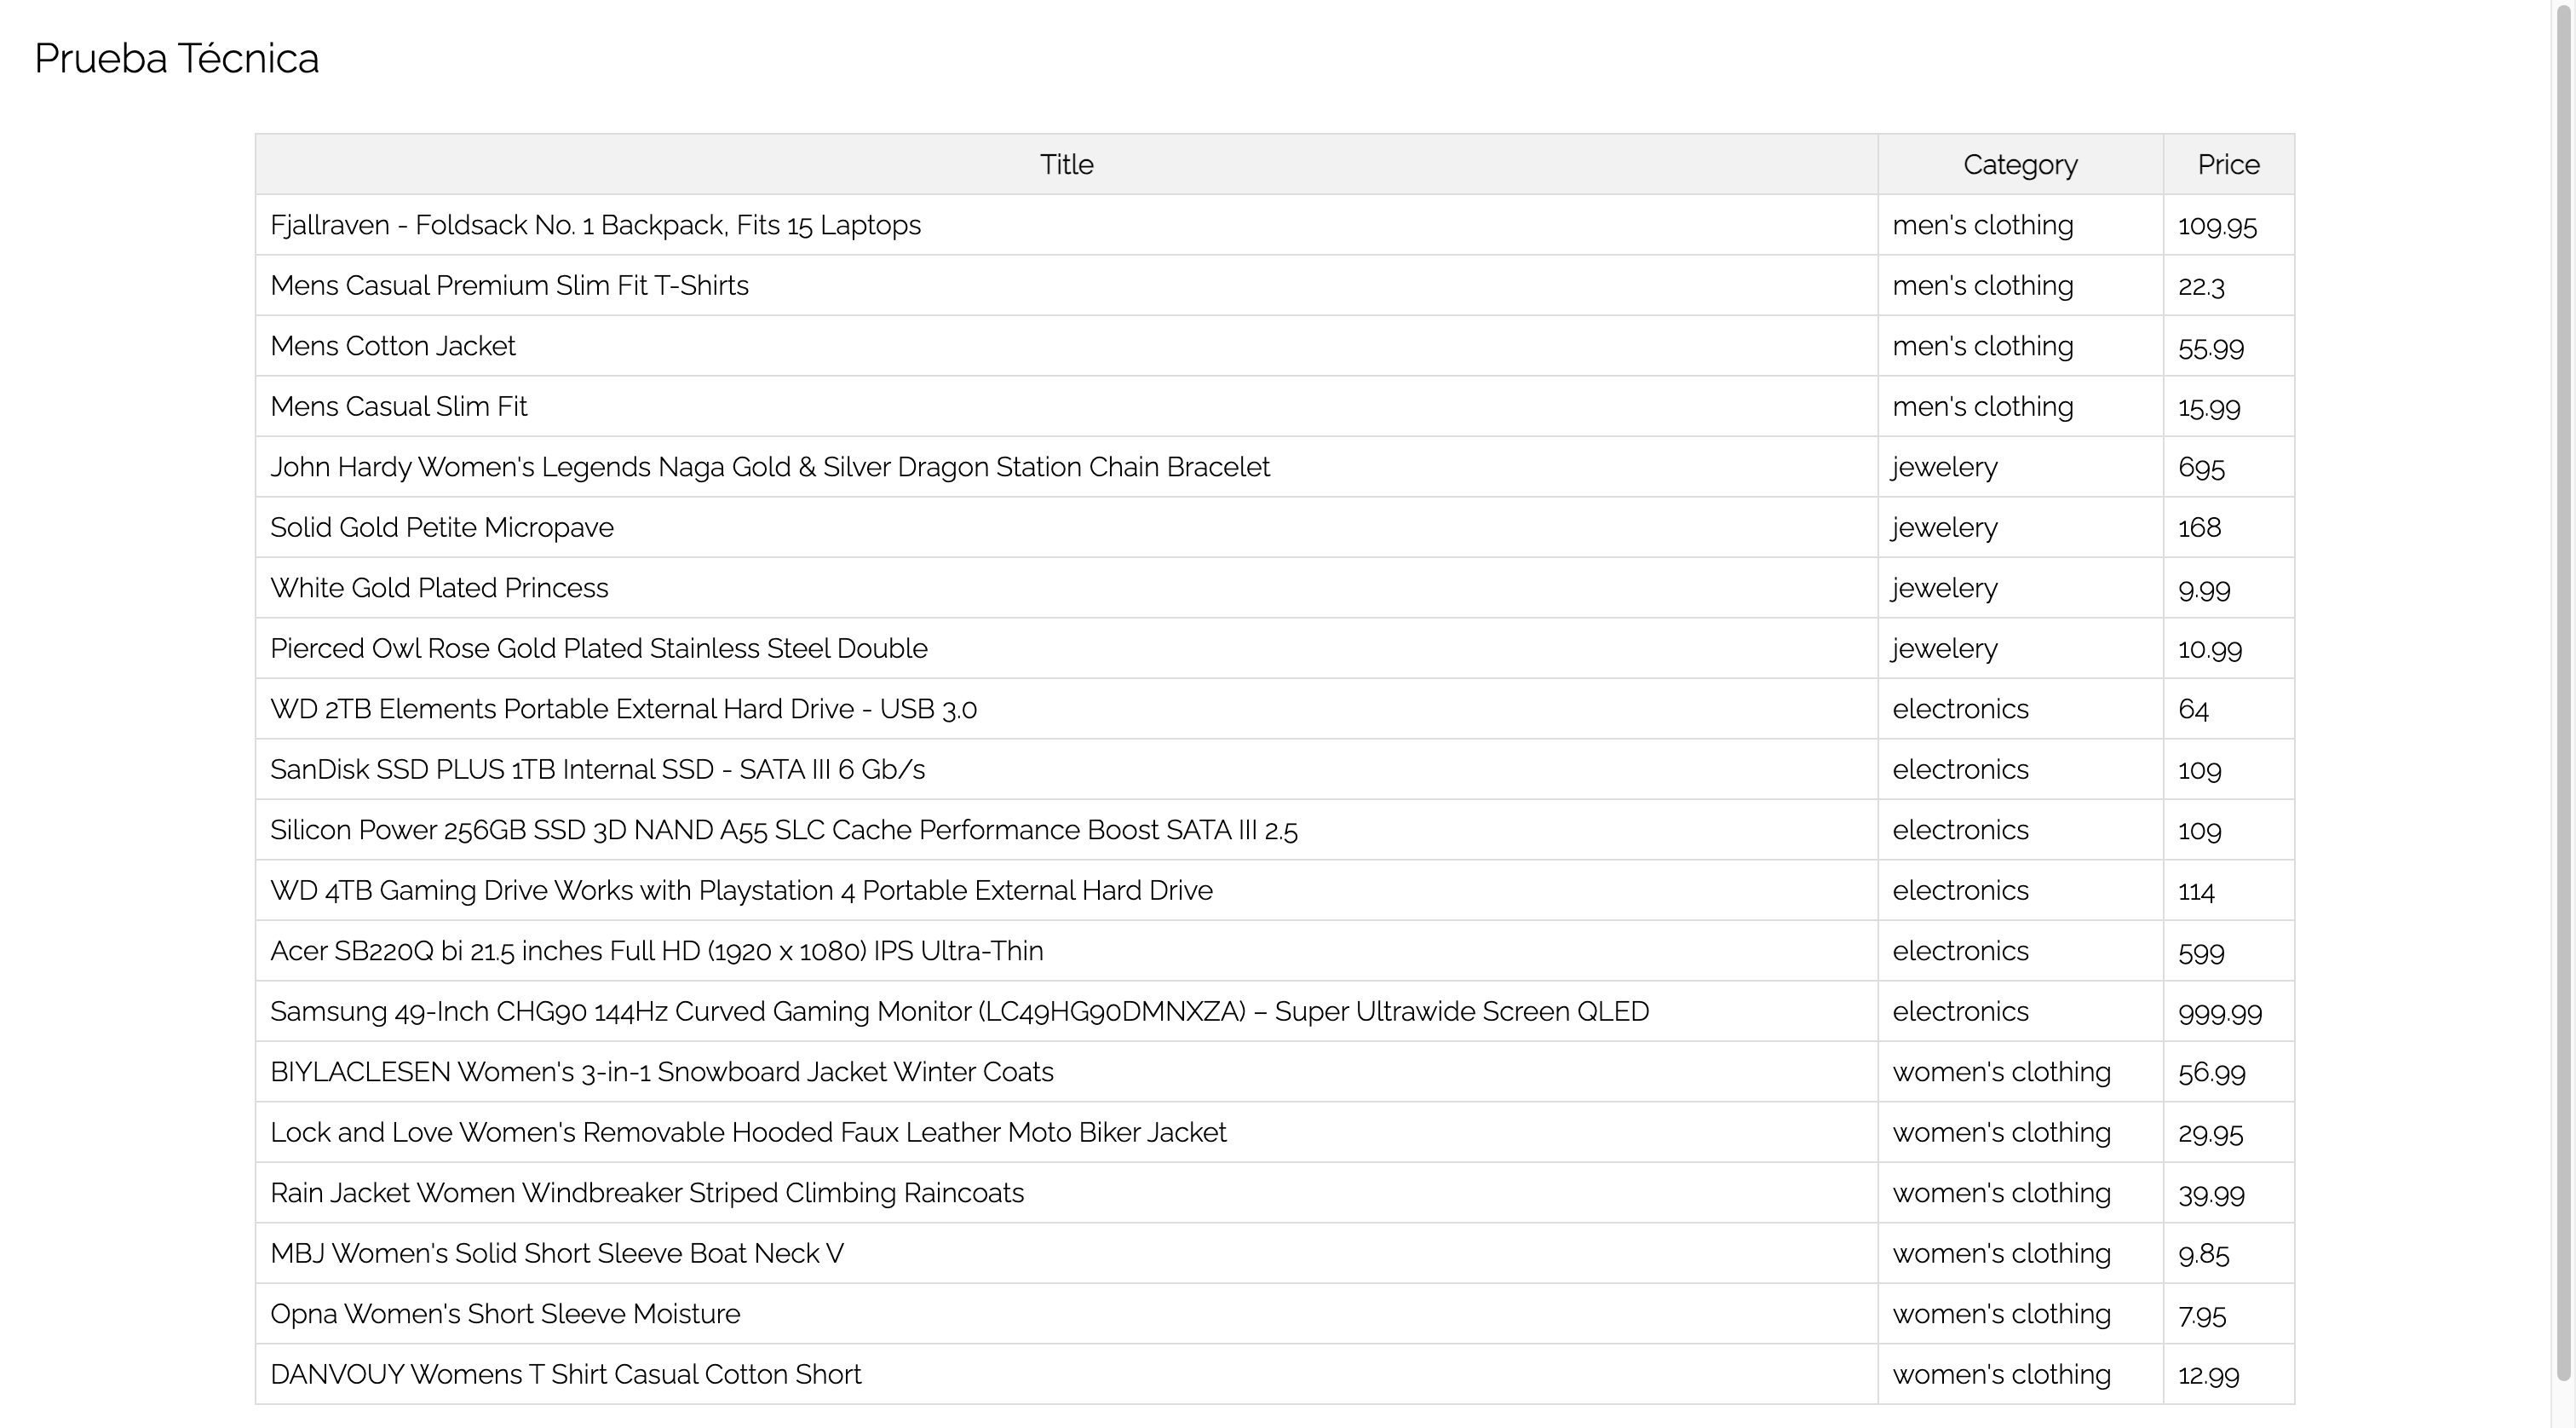 Prueba Técnica
Title Category Price
Fjallraven - Foldsack No. 1 Backpack, Fits 15 Laptops men's clothing 109.95
Mens Casual Premium Slim Fit T-Shirts men's clothing 22.3
Mens Cotton Jacket men's clothing 55.99
Mens Casual Slim Fit men's clothing 15.99
John Hardy Women's Legends Naga Gold & Silver Dragon Station Chain Bracelet jewelery 695
Solid Gold Petite Micropave jewelery 168
White Gold Plated Princess jewelery 9.99
Pierced Owl Rose Gold Plated Stainless Steel Double jewelery 10.99
WD 2TB Elements Portable External Hard Drive - USB 3.0 electronics 64
SanDisk SSD PLUS 1TB Internal SSD - SATA III 6 Gb/s electronics 109
Silicon Power 256GB SSD 3D NAND A55 SLC Cache Performance Boost SATA III 2.5 electronics 109
WD 4TB Gaming Drive Works with Playstation 4 Portable External Hard Drive electronics 114
Acer SB220Q bi 21.5 inches Full HD (1920 x 1080) IPS Ultra-Thin electronics 599
Samsung 49-Inch CHG90 144Hz Curved Gaming Monitor (LC49HG90DMNXZA) – Super Ultrawide Screen QLED electronics 999.99
BIYLACLESEN Women's 3-in-1 Snowboard Jacket Winter Coats women's clothing 56.99
Lock and Love Women's Removable Hooded Faux Leather Moto Biker Jacket women's clothing 29.95
Rain Jacket Women Windbreaker Striped Climbing Raincoats women's clothing 39.99
MBJ Women's Solid Short Sleeve Boat Neck V women's clothing 9.85
Opna Women's Short Sleeve Moisture women's clothing 7.95
DANVOUY Womens T Shirt Casual Cotton Short women's clothing 12.99